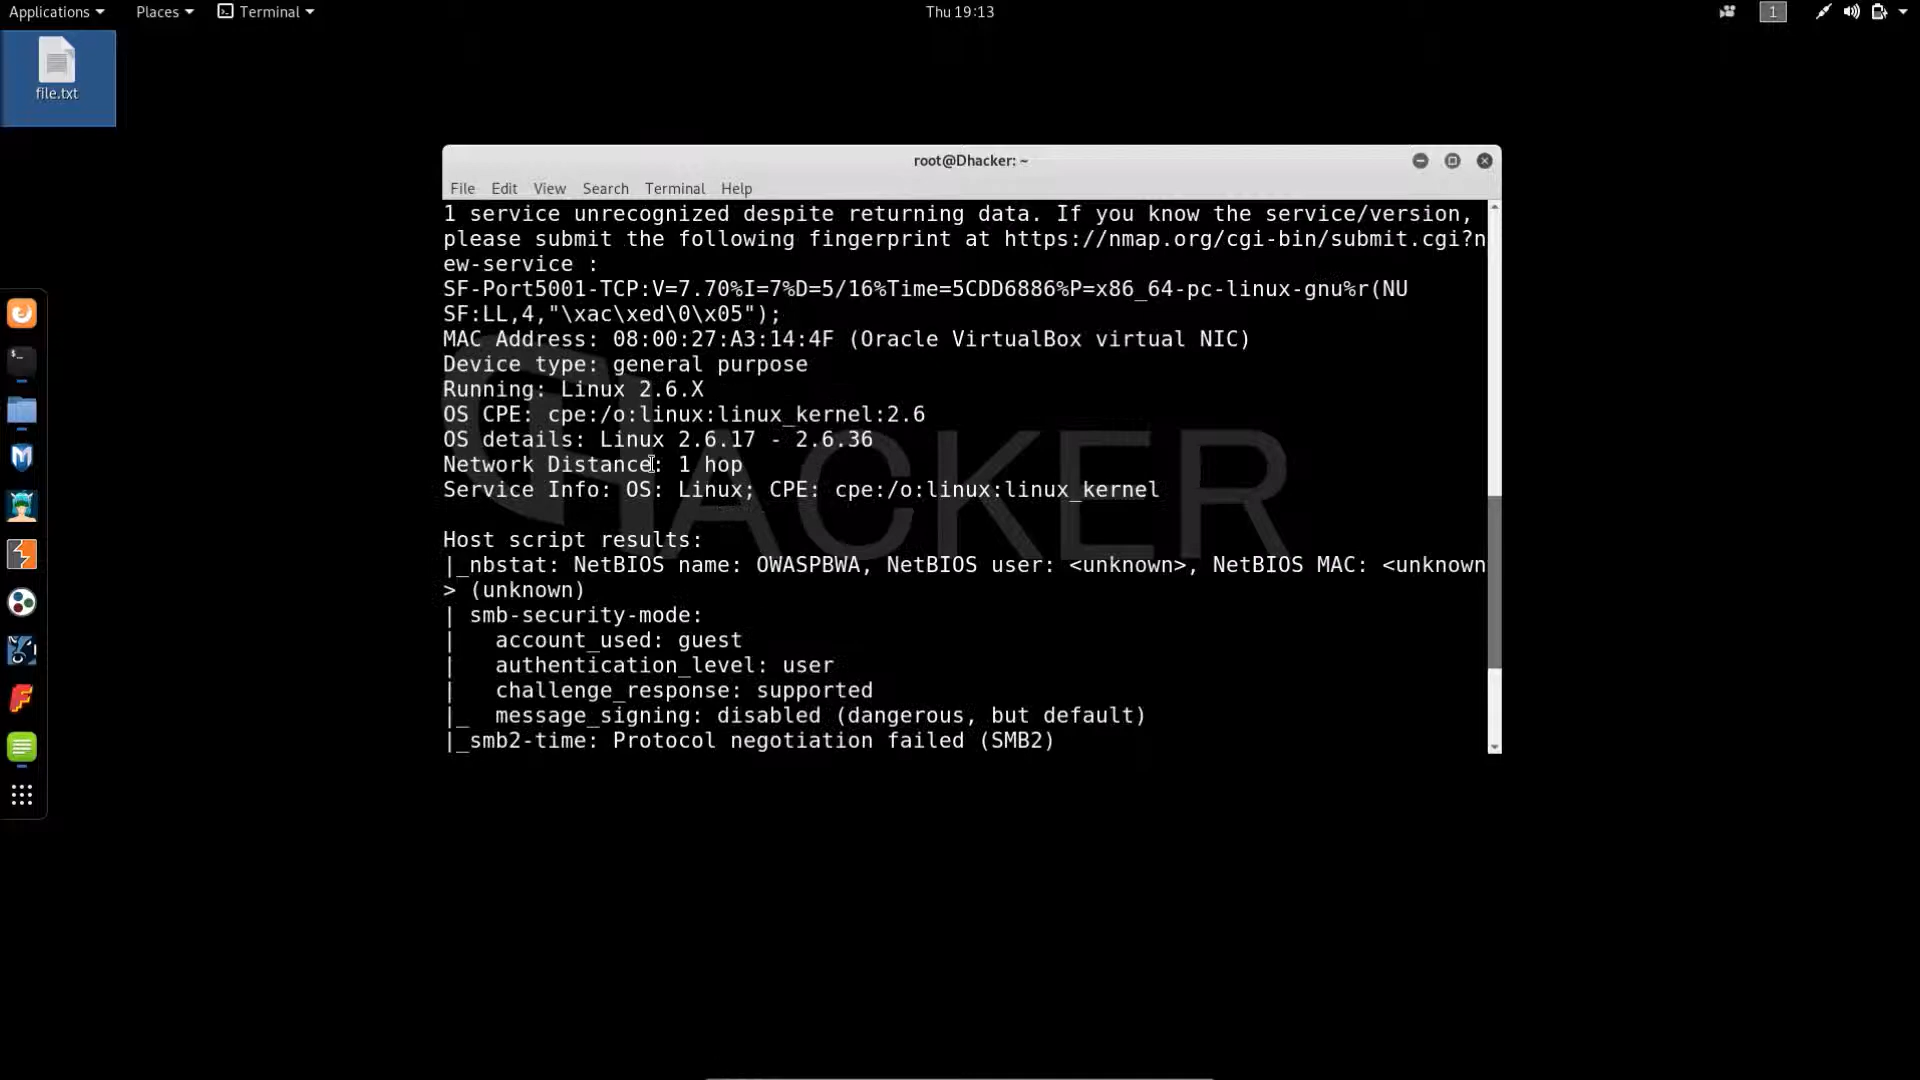 Applications Places Terminal Thu 19:13 1
file.txt
root@Dhacker: ~
File Edit View Search Terminal Help
1 service unrecognized despite returning data. If you know the service/version,
please submit the following fingerprint at https://nmap.org/cgi-bin/submit.cgi?n
ew-service :
SF-Port5001-TCP:V=7.70%I=7%D=5/16%Time=5CDD6886%P=x86_64-pc-linux-gnu%r(NU
SF:LL,4,"\xac\xed\0\x05");
MAC Address: 08:00:27:A3:14:4F (Oracle VirtualBox virtual NIC)
Device type: general purpose
Running: Linux 2.6.X
OS CPE: cpe:/o:linux:linux_kernel:2.6
OS details: Linux 2.6.17 - 2.6.36
Network Distance: 1 hop
Service Info: OS: Linux; CPE: cpe:/o:linux:linux_kernel
HACKER
Host script results:
|_nbstat: NetBIOS name: OWASPBWA, NetBIOS user: <unknown>, NetBIOS MAC: <unknown
> (unknown)
| smb-security-mode:
|   account_used: guest
|   authentication_level: user
|   challenge_response: supported
|_  message_signing: disabled (dangerous, but default)
|_smb2-time: Protocol negotiation failed (SMB2)